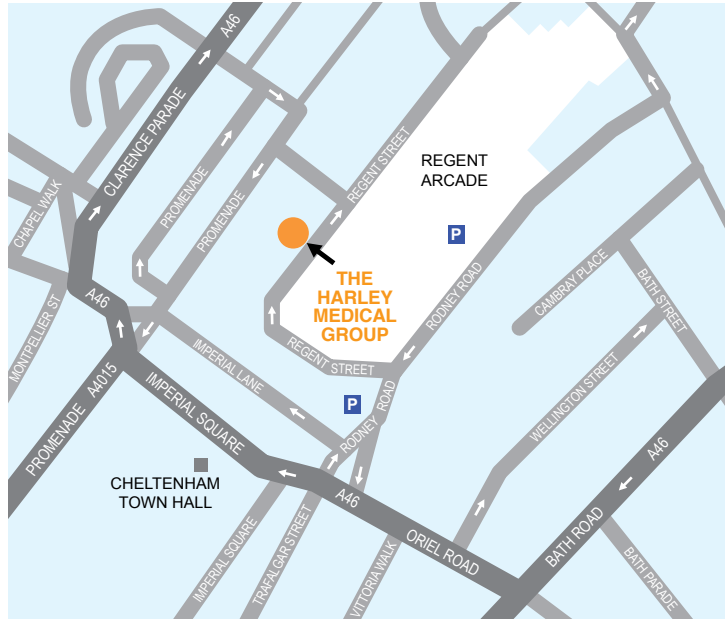 A46
CLARENCE PARADE
CHAPEL WALK
PROMENADE
PROMENADE
REGENT STREET
REGENT
ARCADE
P
THE
HARLEY
MEDICAL
GROUP
RODNEY ROAD
CAMBRAY PLACE
BATH STREET
MONTPELLIER ST
A46
IMPERIAL LANE
REGENT STREET
P
RODNEY ROAD
WELLINGTON STREET
PROMENADE A4015
IMPERIAL SQUARE
CHELTENHAM
TOWN HALL
A46
ORIEL ROAD
BATH ROAD
A46
IMPERIAL SQUARE
TRAFALGAR STREET
VITTORIA WALK
BATH PARADE